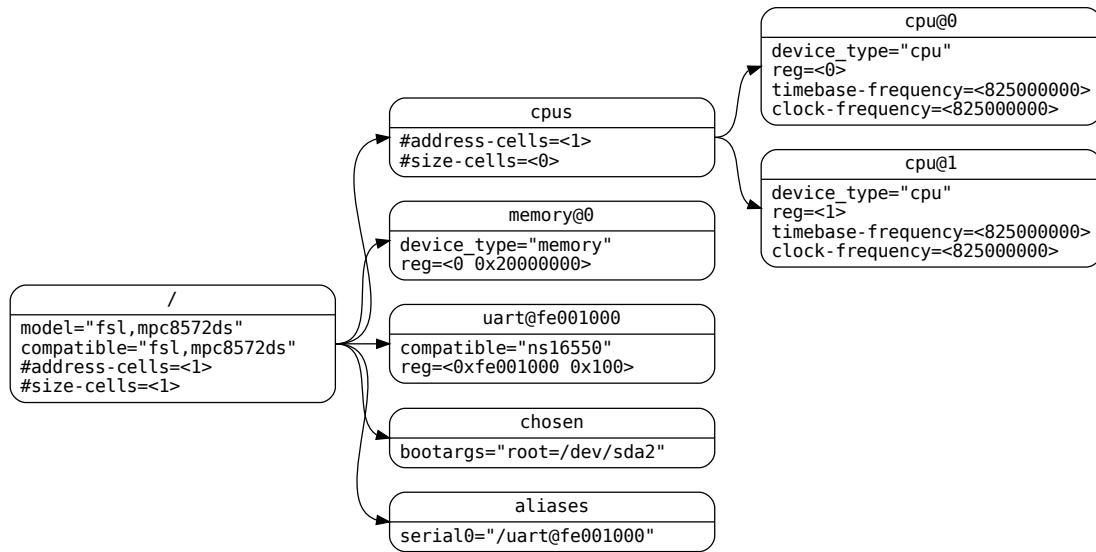 /
model="fsl,mpc8572ds"
compatible="fsl,mpc8572ds"
#address-cells=<1>
#size-cells=<1>
cpus
#address-cells=<1>
#size-cells=<0>
memory@0
device_type="memory"
reg=<0 0x20000000>
uart@fe001000
compatible="ns16550"
reg=<0xfe001000 0x100>
chosen
bootargs="root=/dev/sda2"
aliases
serial0="/uart@fe001000"
cpu@0
device_type="cpu"
reg=<0>
timebase-frequency=<825000000>
clock-frequency=<825000000>
cpu@1
device_type="cpu"
reg=<1>
timebase-frequency=<825000000>
clock-frequency=<825000000>